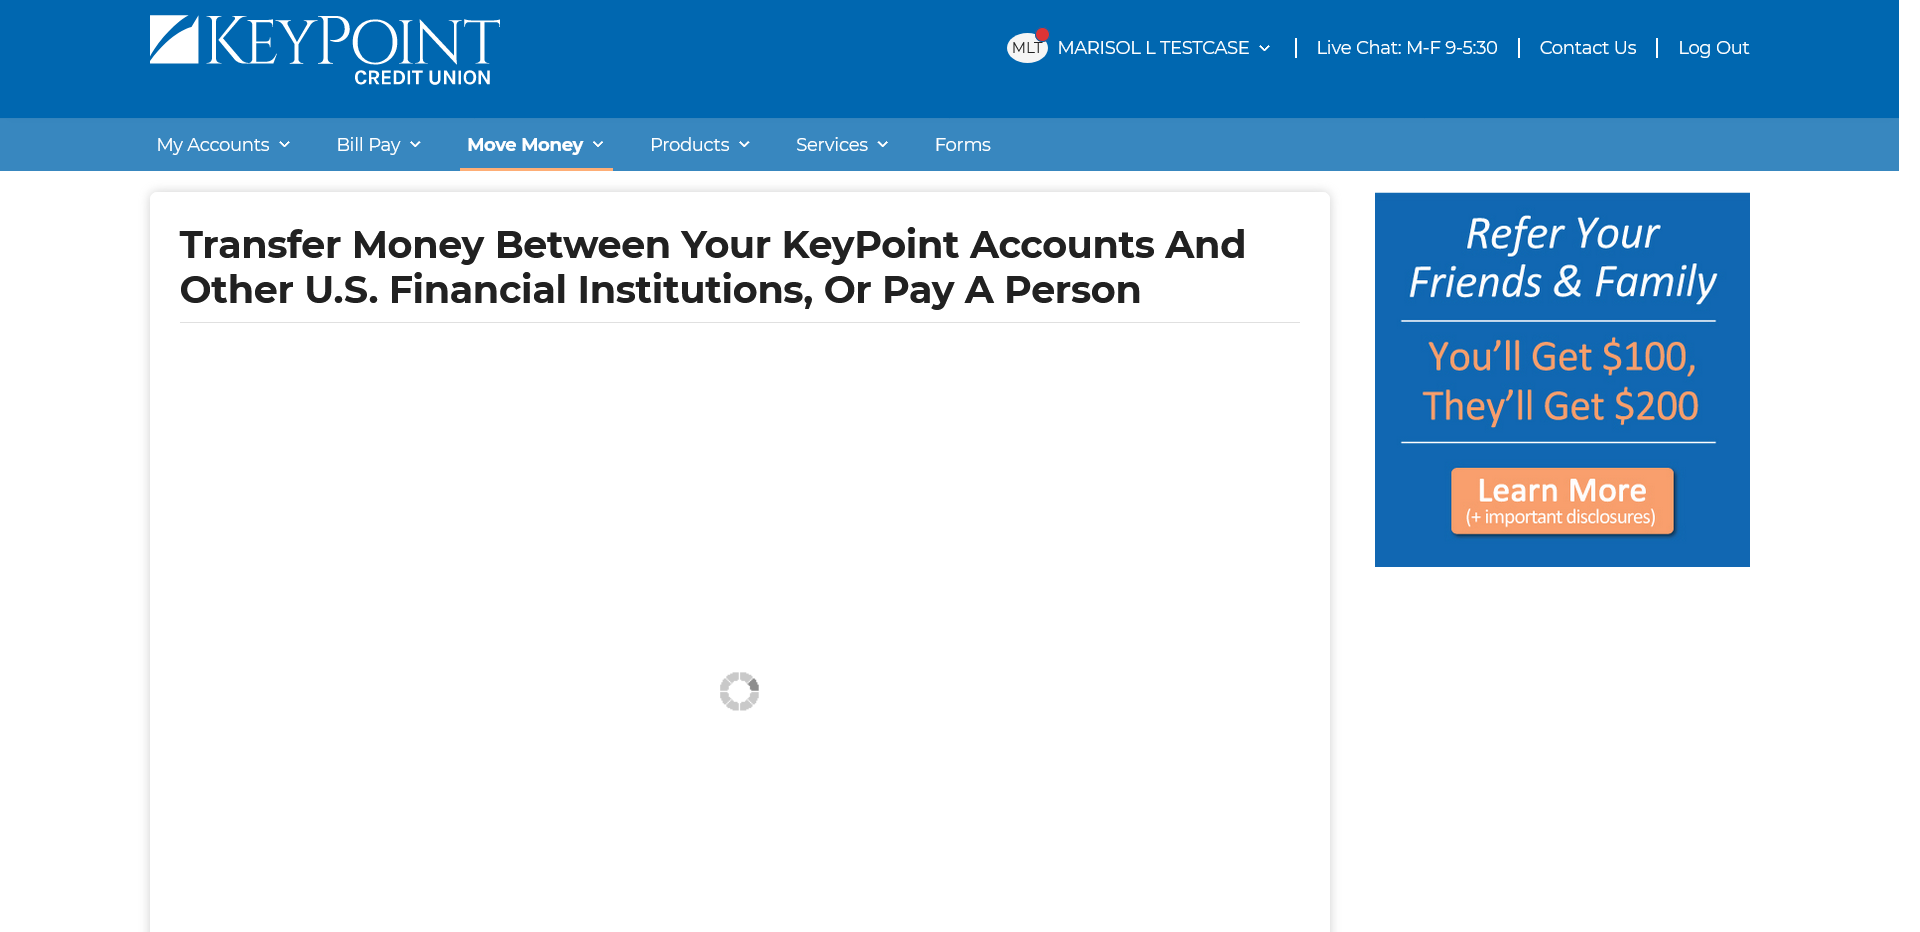 KEYPOINT
CREDIT UNION
MLT MARISOL L TESTCASE Live Chat: M-F 9-5:30 Contact Us Log Out
My Accounts Bill Pay Move Money Products Services Forms
Transfer Money Between Your KeyPoint Accounts And
Other U.S. Financial Institutions, Or Pay A Person
Refer Your
Friends & Family
You'll Get $100,
They'll Get $200
Learn More
(+ important disclosures)